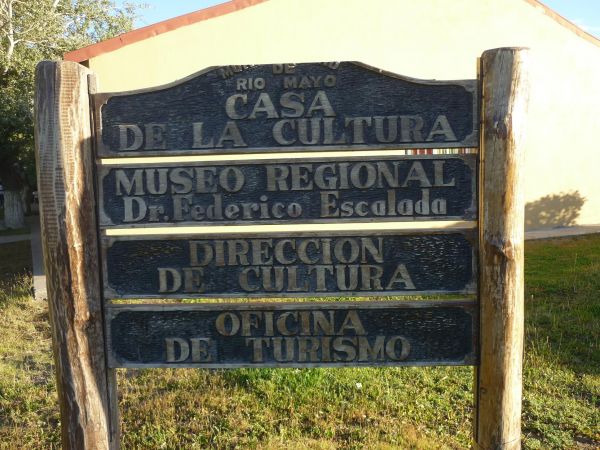 RIO MAYO
CASA
DE LA CULTURA
MUSEO REGIONAL
Dr. Federico Escalada
DIRECCION
DE CULTURA
OFICINA
DE TURISMO